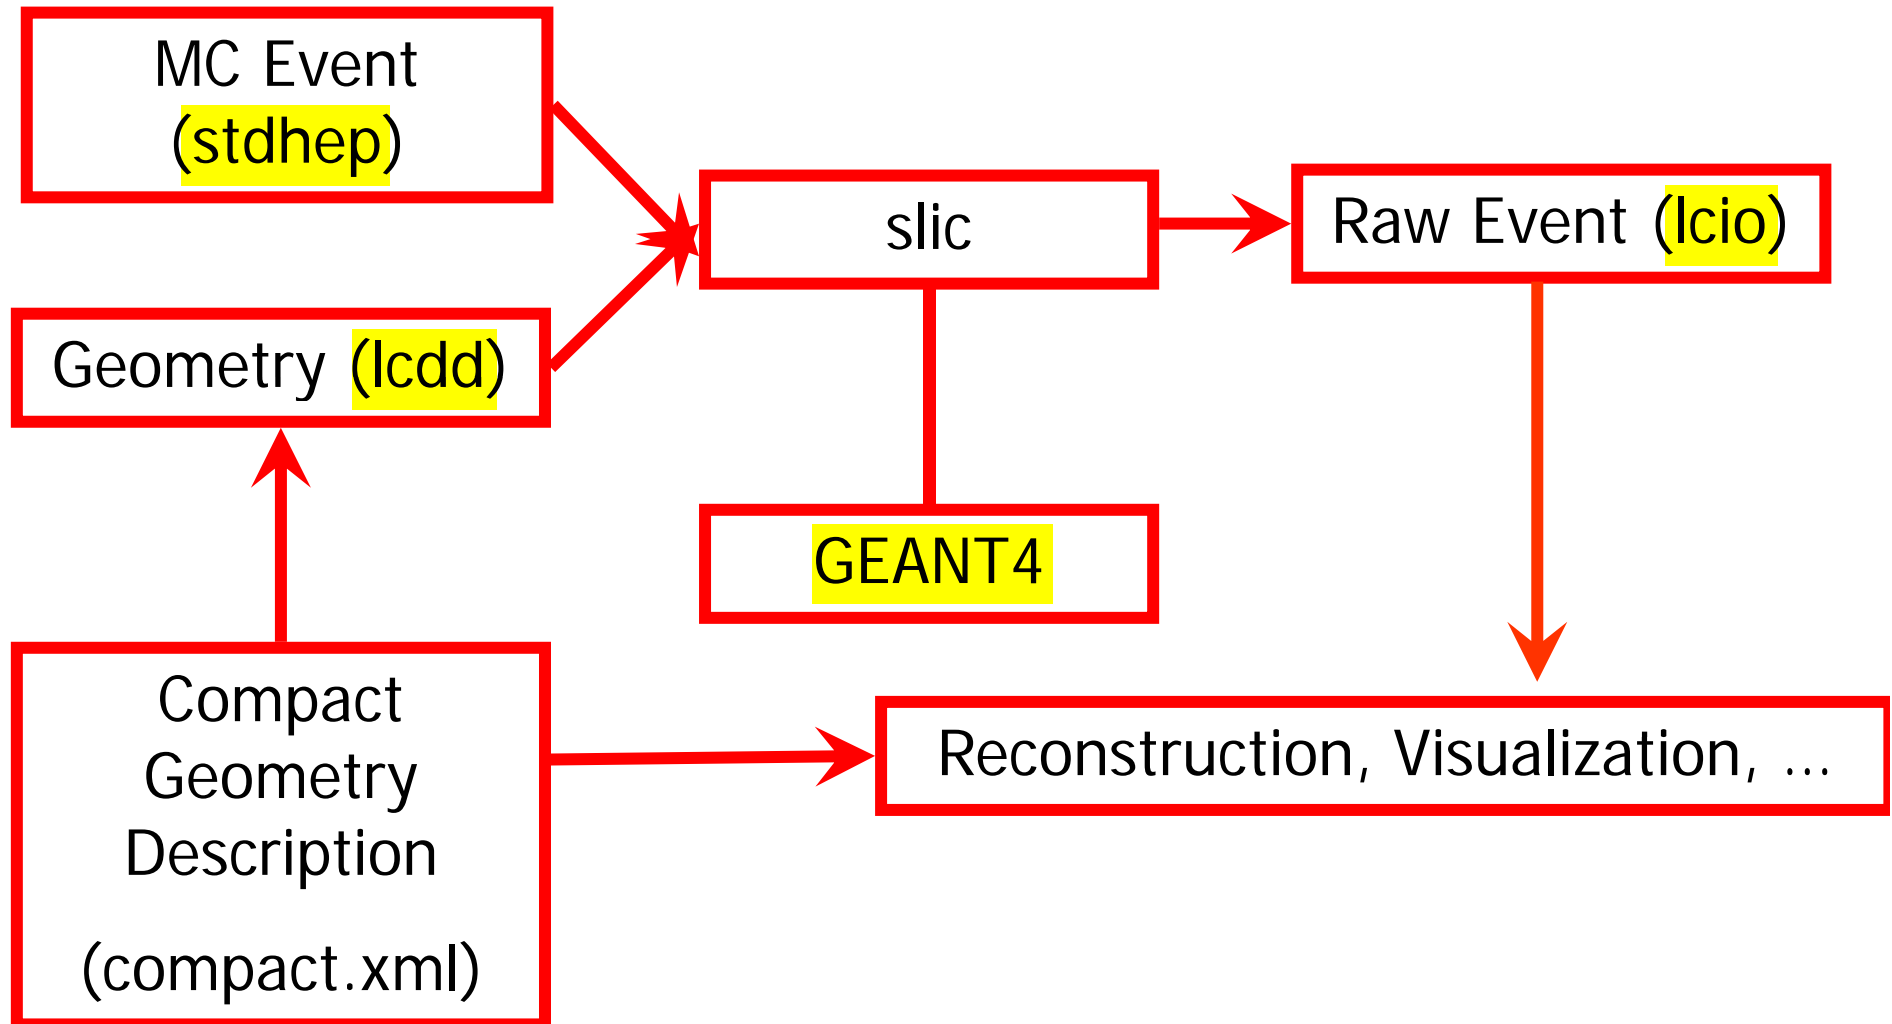 MC Event
(stdhep)
slic
Raw Event (lcio)
Geometry (lcdd)
GEANT4
Compact
Geometry
Description
(compact.xml)
Reconstruction, Visualization, ...